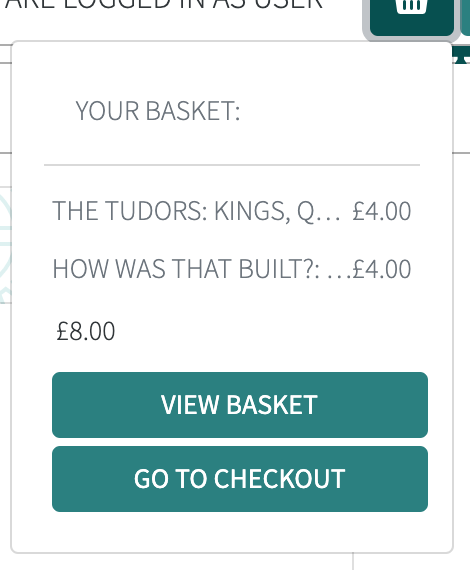 ARE LOGGED IN AS USER
YOUR BASKET:
THE TUDORS: KINGS, Q... £4.00
HOW WAS THAT BUILT?: ...£4.00
£8.00
VIEW BASKET
GO TO CHECKOUT